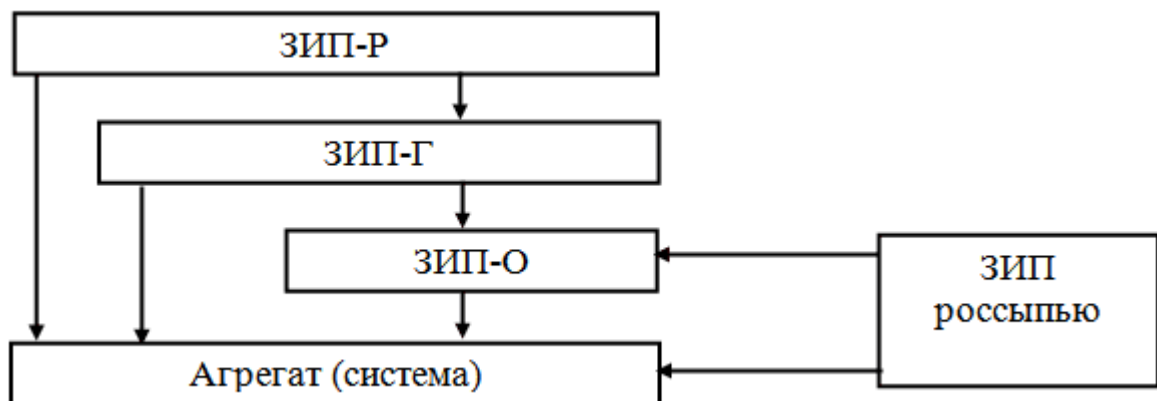 ЗИП-Р
ЗИП-Г
ЗИП-О
ЗИП
россыпью
Агрегат (система)